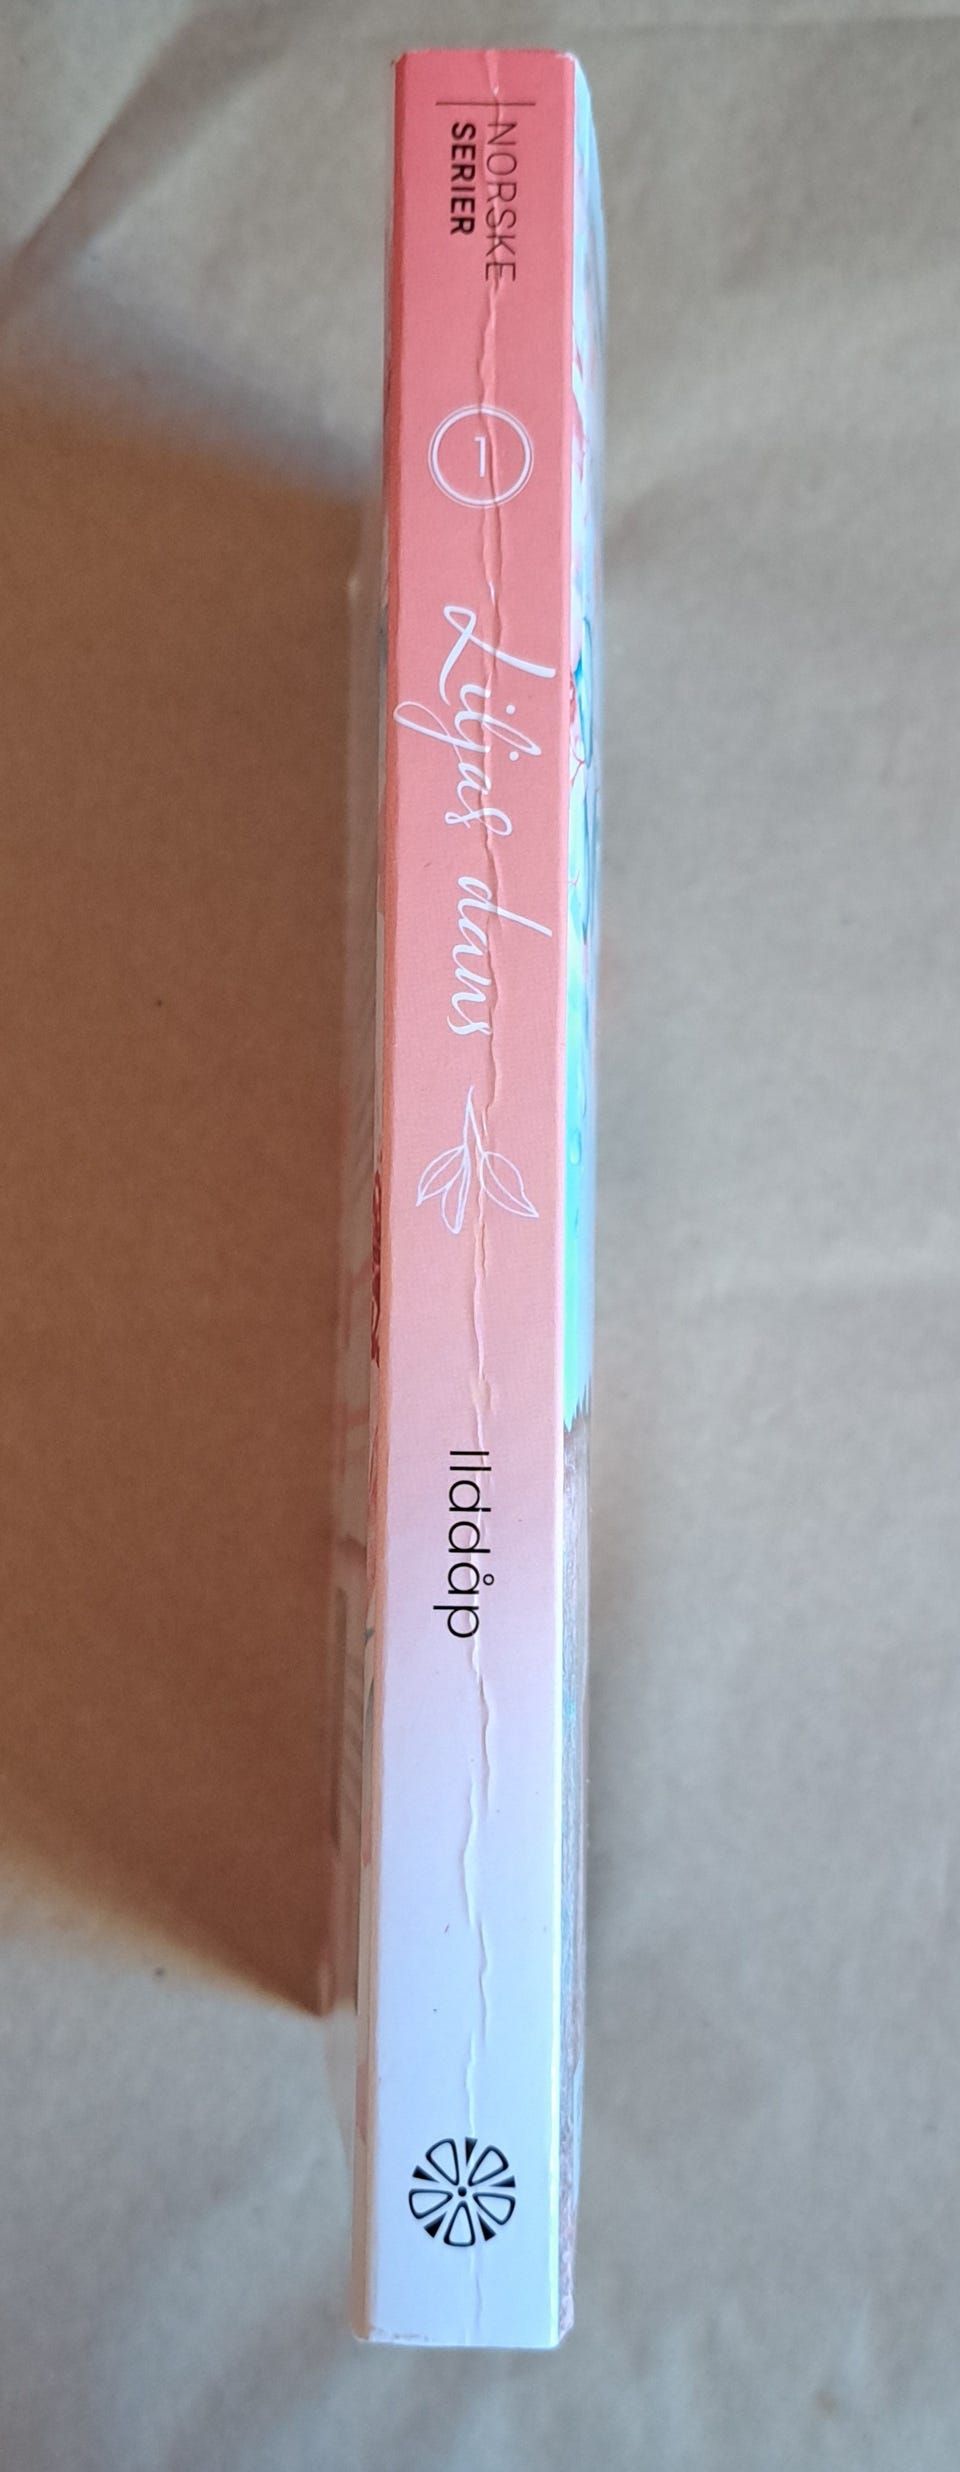 NORSKE
SERIER
1
Liljas dans
Ilddåp